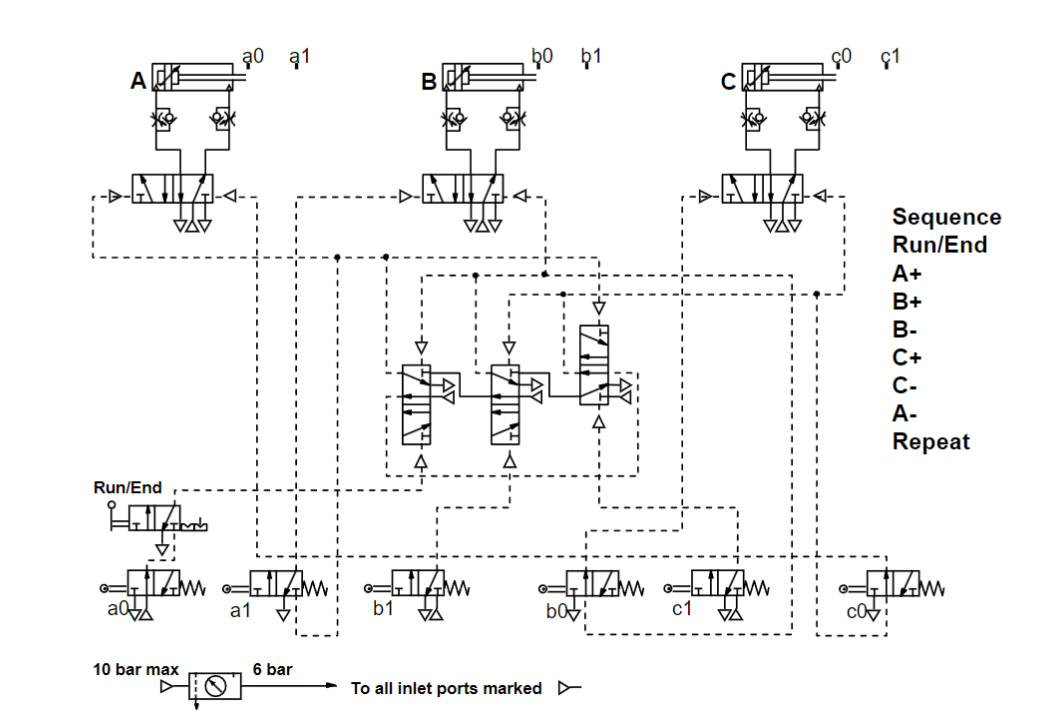 a0 a1 b0 b1 c0 c1
A B C
Sequence
Run/End
A+
B+
B-
C+
C-
A-
Repeat
Run/End
a0 a1 b1 b0 c1 c0
10 bar max 6 bar
To all inlet ports marked